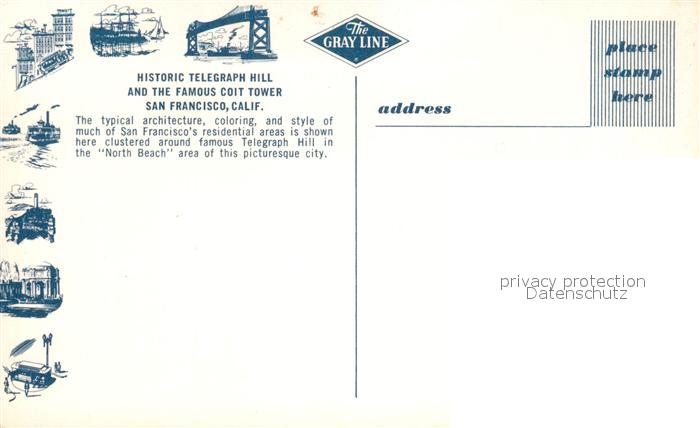 The
GRAY LINE
HISTORIC TELEGRAPH HILL
AND THE FAMOUS COIT TOWER
SAN FRANCISCO, CALIF.
The typical architecture, coloring, and style of
much of San Francisco's residential areas is shown
here clustered around famous Telegraph Hill in
the "North Beach" area of this picturesque city.
place
stamp
here
address
privacy protection
Datenschutz